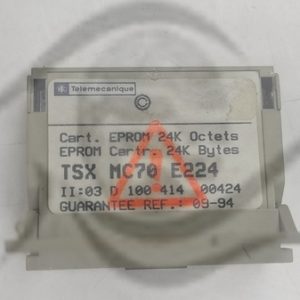 Telemecanique
Cart. EPROM 24K Octets
EPROM Cartr. 24K Bytes
TSX MC70 E224
II:03 D 100 414 00424
GUARANTEE REF.: 09-94